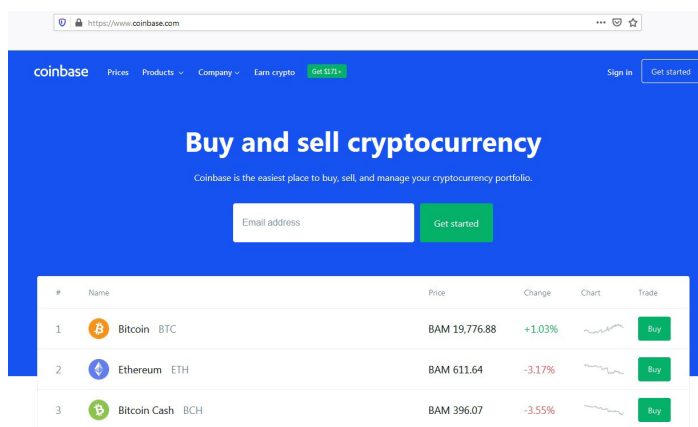 https://www.coinbase.com
coinbase Prices Products Company Earn crypto Get $171+ Sign in Get started
Buy and sell cryptocurrency
Coinbase is the easiest place to buy, sell, and manage your cryptocurrency portfolio.
Email address Get started
# Name Price Change Chart Trade
1 Bitcoin BTC BAM 19,776.88 +1.03% Buy
2 Ethereum ETH BAM 611.64 -3.17% Buy
3 Bitcoin Cash BCH BAM 396.07 -3.55% Buy